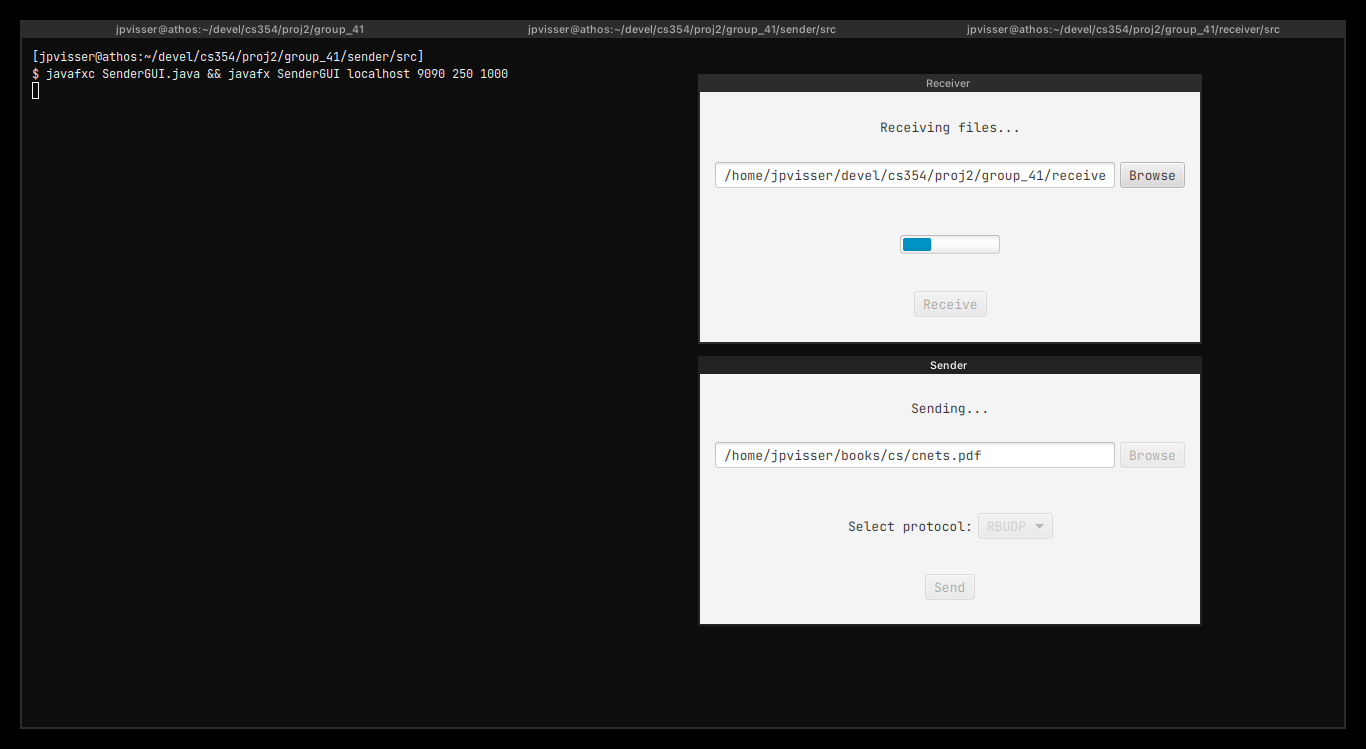 jpvisser@athos:~/devel/cs354/proj2/group_41 jpvisser@athos:~/devel/cs354/proj2/group_41/sender/src jpvisser@athos:~/devel/cs354/proj2/group_41/receiver/src
[jpvisser@athos:~/devel/cs354/proj2/group_41/sender/src]
$ javafxc SenderGUI.java && javafx SenderGUI localhost 9090 250 1000
Receiver
Receiving files...
/home/jpvisser/devel/cs354/proj2/group_41/receive Browse
Receive
Sender
Sending...
/home/jpvisser/books/cs/cnets.pdf Browse
Select protocol: RBUDP
Send